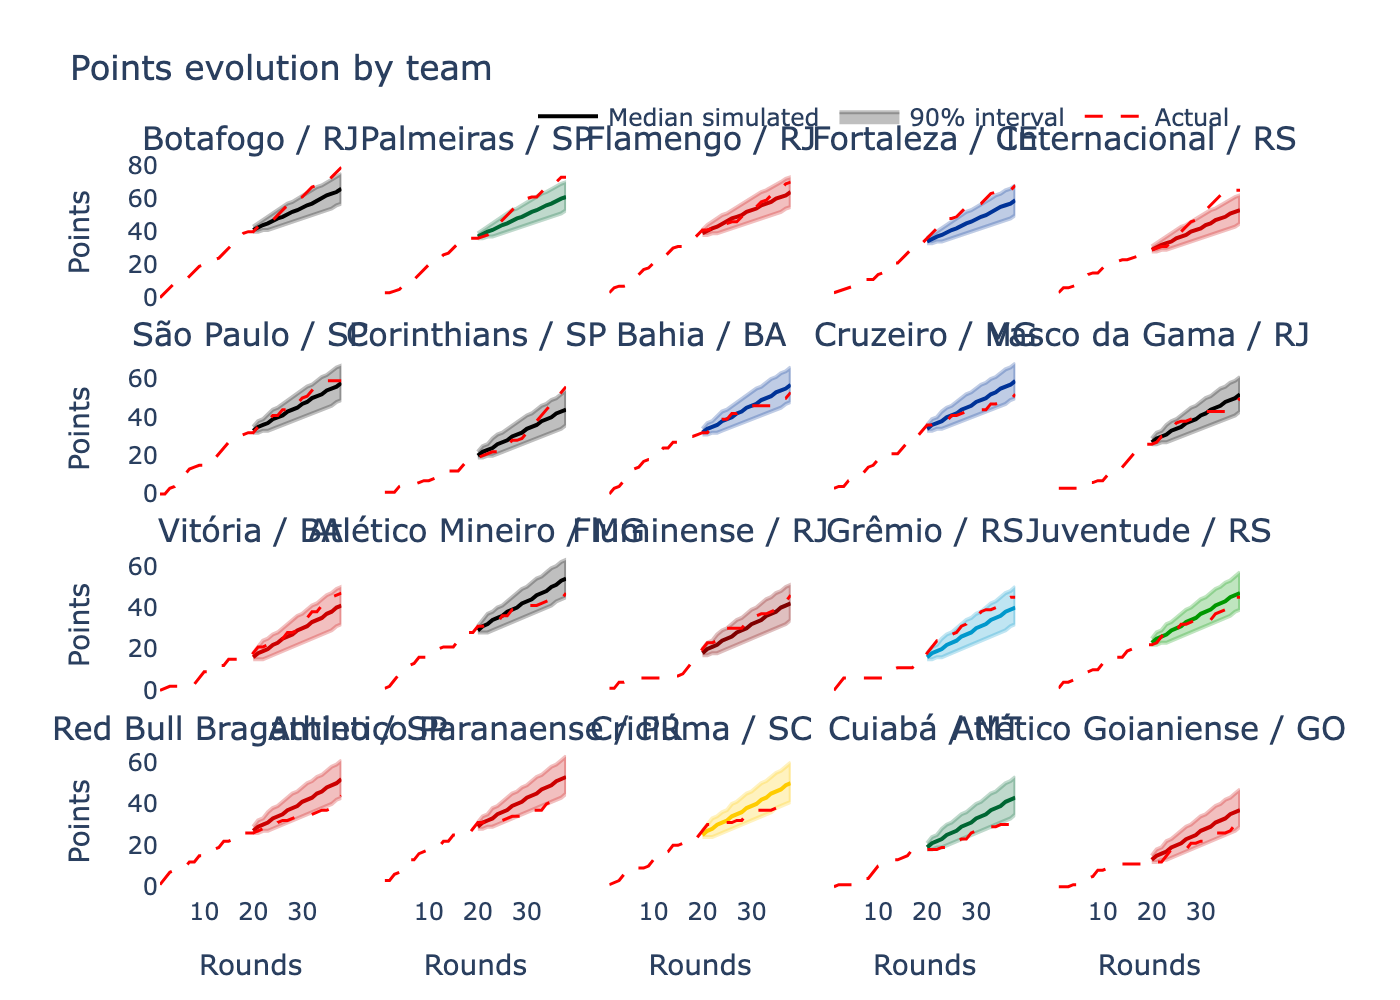 Points evolution by team
Median simulated 90% interval Actual
Botafogo / RJ Palmeiras / SP Flamengo / RJ Fortaleza / CE Internacional / RS
80
60
40
20
0
Points
São Paulo / SP Corinthians / SP Bahia / BA Cruzeiro / MG Vasco da Gama / RJ
60
40
20
0
Points
Vitória / BA Atlético Mineiro / MG Fluminense / RJ Grêmio / RS Juventude / RS
60
40
20
0
Points
Red Bull Bragantino / SP Athletico Paranaense / PR Criciúma / SC Cuiabá / MT Atlético Goianiense / GO
60
40
20
0
Points
10 20 30 10 20 30 10 20 30 10 20 30 10 20 30
Rounds Rounds Rounds Rounds Rounds